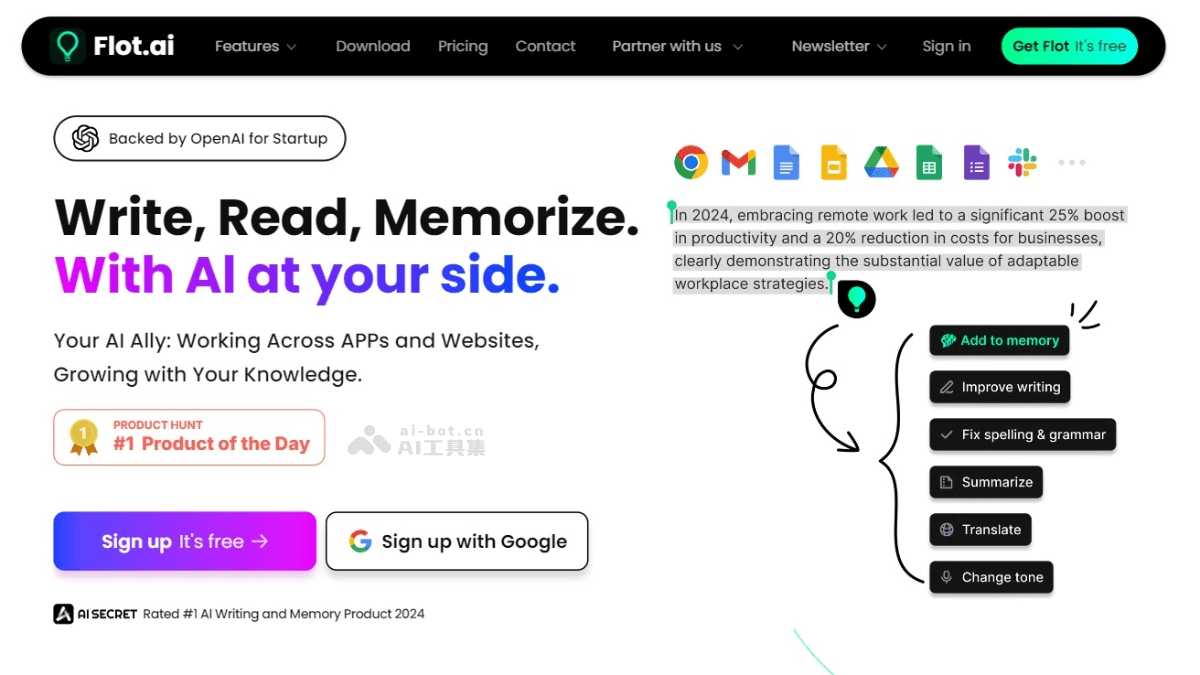 Flot.ai
Features
Download
Pricing
Contact
Partner with us
Newsletter
Sign in
Get Flot It's free
Backed by OpenAI for Startup
Write, Read, Memorize.
With AI at your side.
Your AI Ally: Working Across APPs and Websites,
Growing with Your Knowledge.
1
PRODUCT HUNT
#1 Product of the Day
ai-bot.cn
AI工具集
Sign up It's free →
G Sign up with Google
AI SECRET Rated #1 AI Writing and Memory Product 2024
In 2024, embracing remote work led to a significant 25% boost
in productivity and a 20% reduction in costs for businesses,
clearly demonstrating the substantial value of adaptable
workplace strategies.
Add to memory
Improve writing
Fix spelling & grammar
Summarize
Translate
Change tone